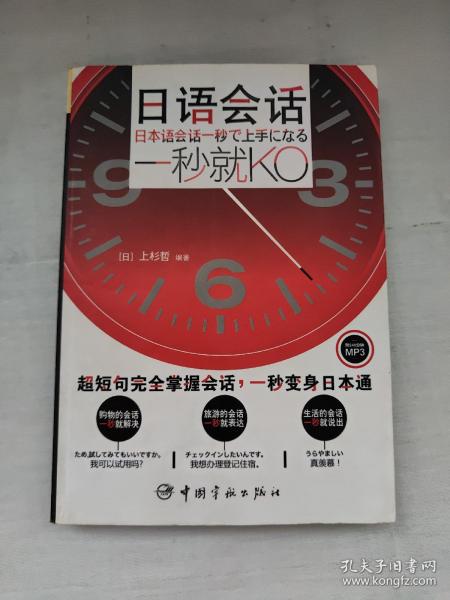 日语会话
日本语会话一秒で上手になる
一秒就KO
9
3
6
[日] 上杉哲 编著
MP3
超短句完全掌握会话，一秒变身日本通
购物的会话
一秒就解决
旅游的会话
一秒就表达
生活的会话
一秒就说出
ため,試してみてもいいですか。
我可以试用吗?
チェックインしたいんです。
我想办理登记住宿。
うらやましい
真羡慕！
中国宇航出版社
孔夫子旧书网
www.kongfz.com